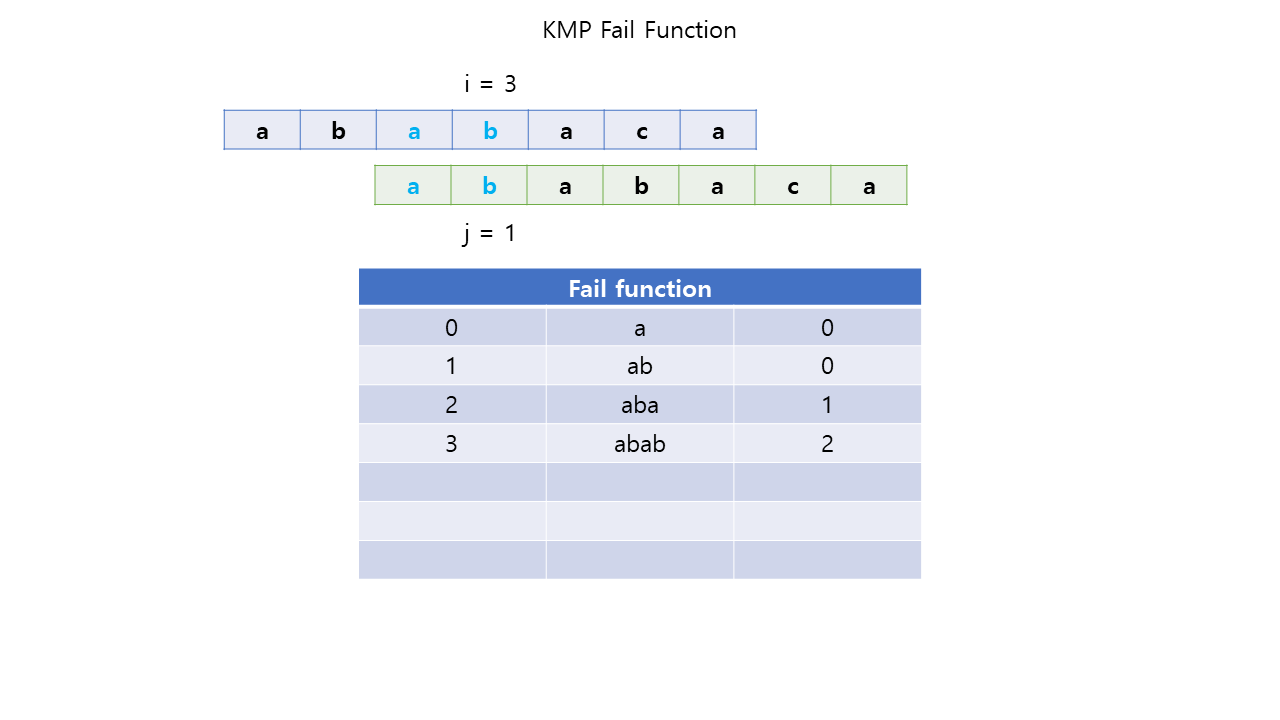 KMP Fail Function
i = 3
a b a b a c a
a b a b a c a
j = 1
Fail function
0 a 0
1 ab 0
2 aba 1
3 abab 2